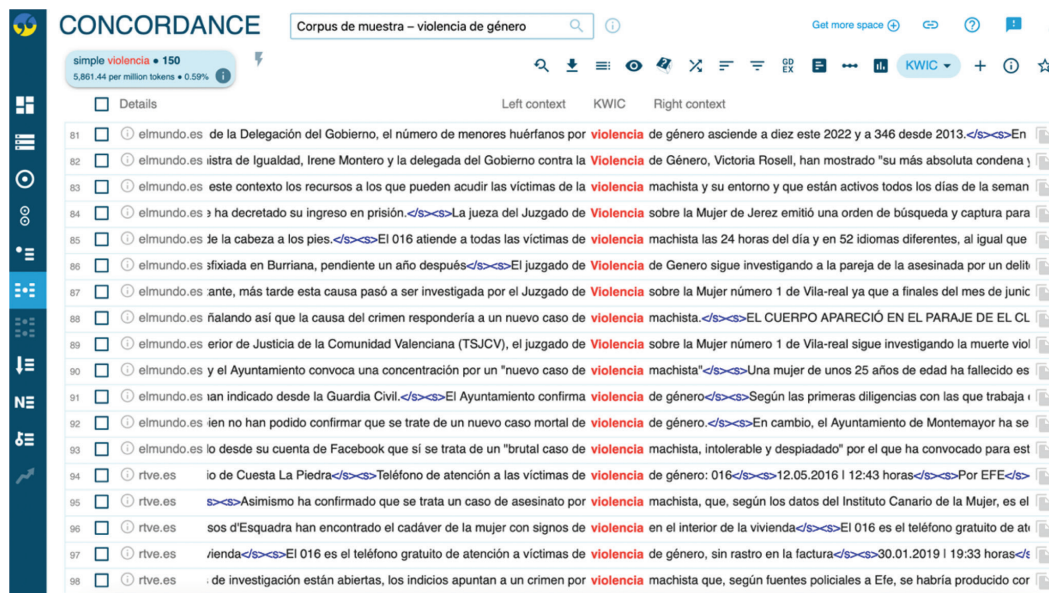 CONCORDANCE
Corpus de muestra – violencia de género
Get more space
simple violencia • 150
5,861.44 per million tokens • 0.59%
GD EX
KWIC
Details Left context KWIC Right context
81 elmundo.es de la Delegación del Gobierno, el número de menores huérfanos por violencia de género asciende a diez este 2022 y a 346 desde 2013.</s><s>En
82 elmundo.es istra de Igualdad, Irene Montero y la delegada del Gobierno contra la Violencia de Género, Victoria Rosell, han mostrado "su más absoluta condena y
83 elmundo.es este contexto los recursos a los que pueden acudir las víctimas de la violencia machista y su entorno y que están activos todos los días de la seman
84 elmundo.es ha decretado su ingreso en prisión.</s><s>La jueza del Juzgado de Violencia sobre la Mujer de Jerez emitió una orden de búsqueda y captura para
85 elmundo.es de la cabeza a los pies.</s><s>El 016 atiende a todas las víctimas de violencia machista las 24 horas del día y en 52 idiomas diferentes, al igual que
86 elmundo.es sfixiada en Burriana, pendiente un año después</s><s>El juzgado de Violencia de Genero sigue investigando a la pareja de la asesinada por un delito
87 elmundo.es ante, más tarde esta causa pasó a ser investigada por el Juzgado de Violencia sobre la Mujer número 1 de Vila-real ya que a finales del mes de junio
88 elmundo.es ñalando así que la causa del crimen respondería a un nuevo caso de violencia machista.</s><s>EL CUERPO APARECIÓ EN EL PARAJE DE EL CL
89 elmundo.es erior de Justicia de la Comunidad Valenciana (TSJCV), el juzgado de Violencia sobre la Mujer número 1 de Vila-real sigue investigando la muerte viol
90 elmundo.es y el Ayuntamiento convoca una concentración por un "nuevo caso de violencia machista"</s><s>Una mujer de unos 25 años de edad ha fallecido es
91 elmundo.es han indicado desde la Guardia Civil.</s><s>El Ayuntamiento confirma violencia de género</s><s>Según las primeras diligencias con las que trabaja
92 elmundo.es ien no han podido confirmar que se trate de un nuevo caso mortal de violencia de género.</s><s>En cambio, el Ayuntamiento de Montemayor ha se
93 elmundo.es lo desde su cuenta de Facebook que sí se trata de un "brutal caso de violencia machista, intolerable y despiadado" por el que ha convocado para est
94 rtve.es io de Cuesta La Piedra</s><s>Teléfono de atención a las víctimas de violencia de género: 016</s><s>12.05.2016 | 12:43 horas</s><s>Por EFE</s>
95 rtve.es s><s>Asimismo ha confirmado que se trata un caso de asesinato por violencia machista, que, según los datos del Instituto Canario de la Mujer, es el
96 rtve.es sos d'Esquadra han encontrado el cadáver de la mujer con signos de violencia en el interior de la vivienda</s><s>El 016 es el teléfono gratuito de ate
97 rtve.es vienda</s><s>El 016 es el teléfono gratuito de atención a víctimas de violencia de género, sin rastro en la factura</s><s>30.01.2019 | 19:33 horas</s
98 rtve.es de investigación están abiertas, los indicios apuntan a un crimen por violencia machista que, según fuentes policiales a Efe, se habría producido cor